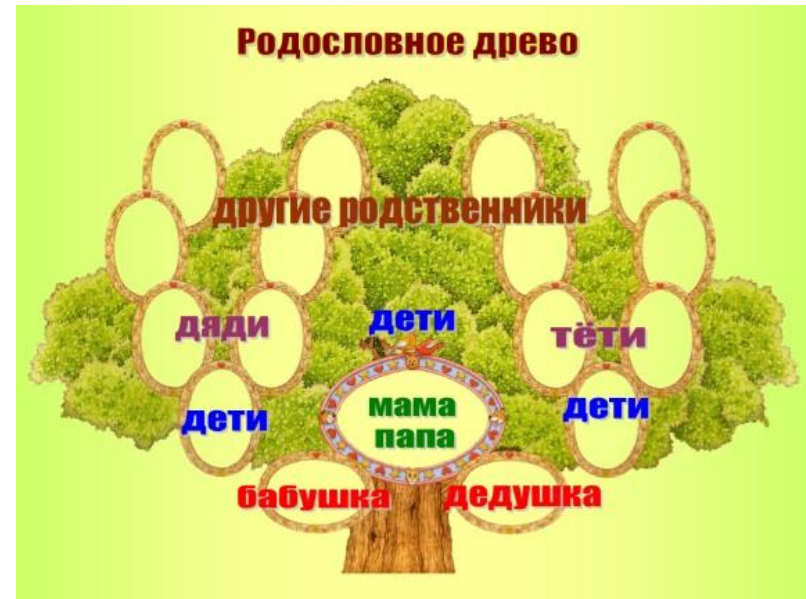 Родословное древо
другие родственники
дяди
дети
тёти
дети
мама
папа
дети
бабушка
дедушка